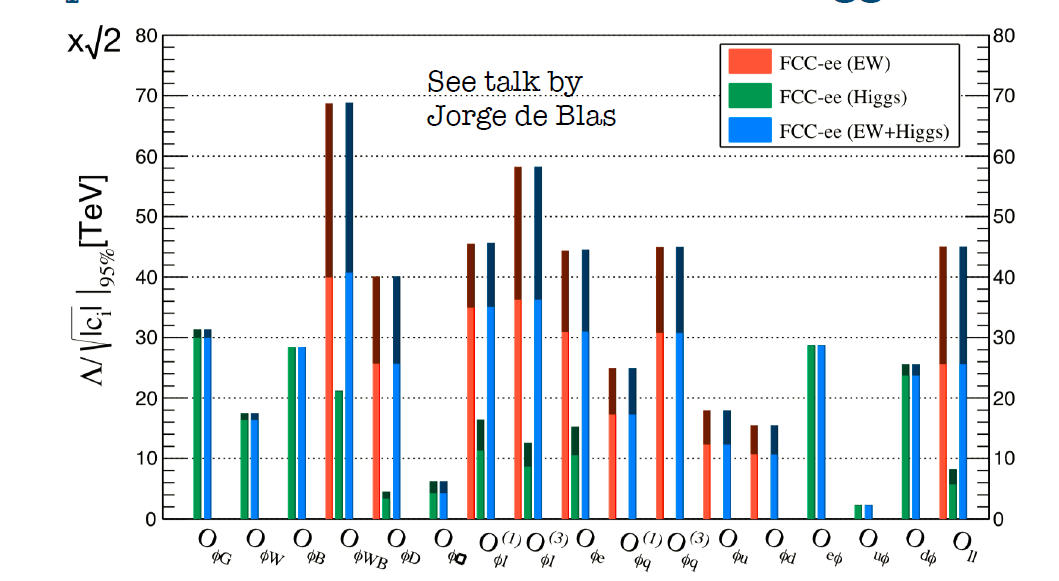 x√2
See talk by
Jorge de Blas
FCC-ee (EW)
FCC-ee (Higgs)
FCC-ee (EW+Higgs)
Λ/√|c_i| |_95% [TeV]
80 80
70 70
60 60
50 50
40 40
30 30
20 20
10 10
0 0
O_ϕG O_ϕW O_ϕB O_ϕWB O_ϕD O_ϕ□ O_ϕl^(1) O_ϕl^(3) O_ϕe O_ϕq^(1) O_ϕq^(3) O_ϕu O_ϕd O_eϕ O_uϕ O_dϕ O_ll